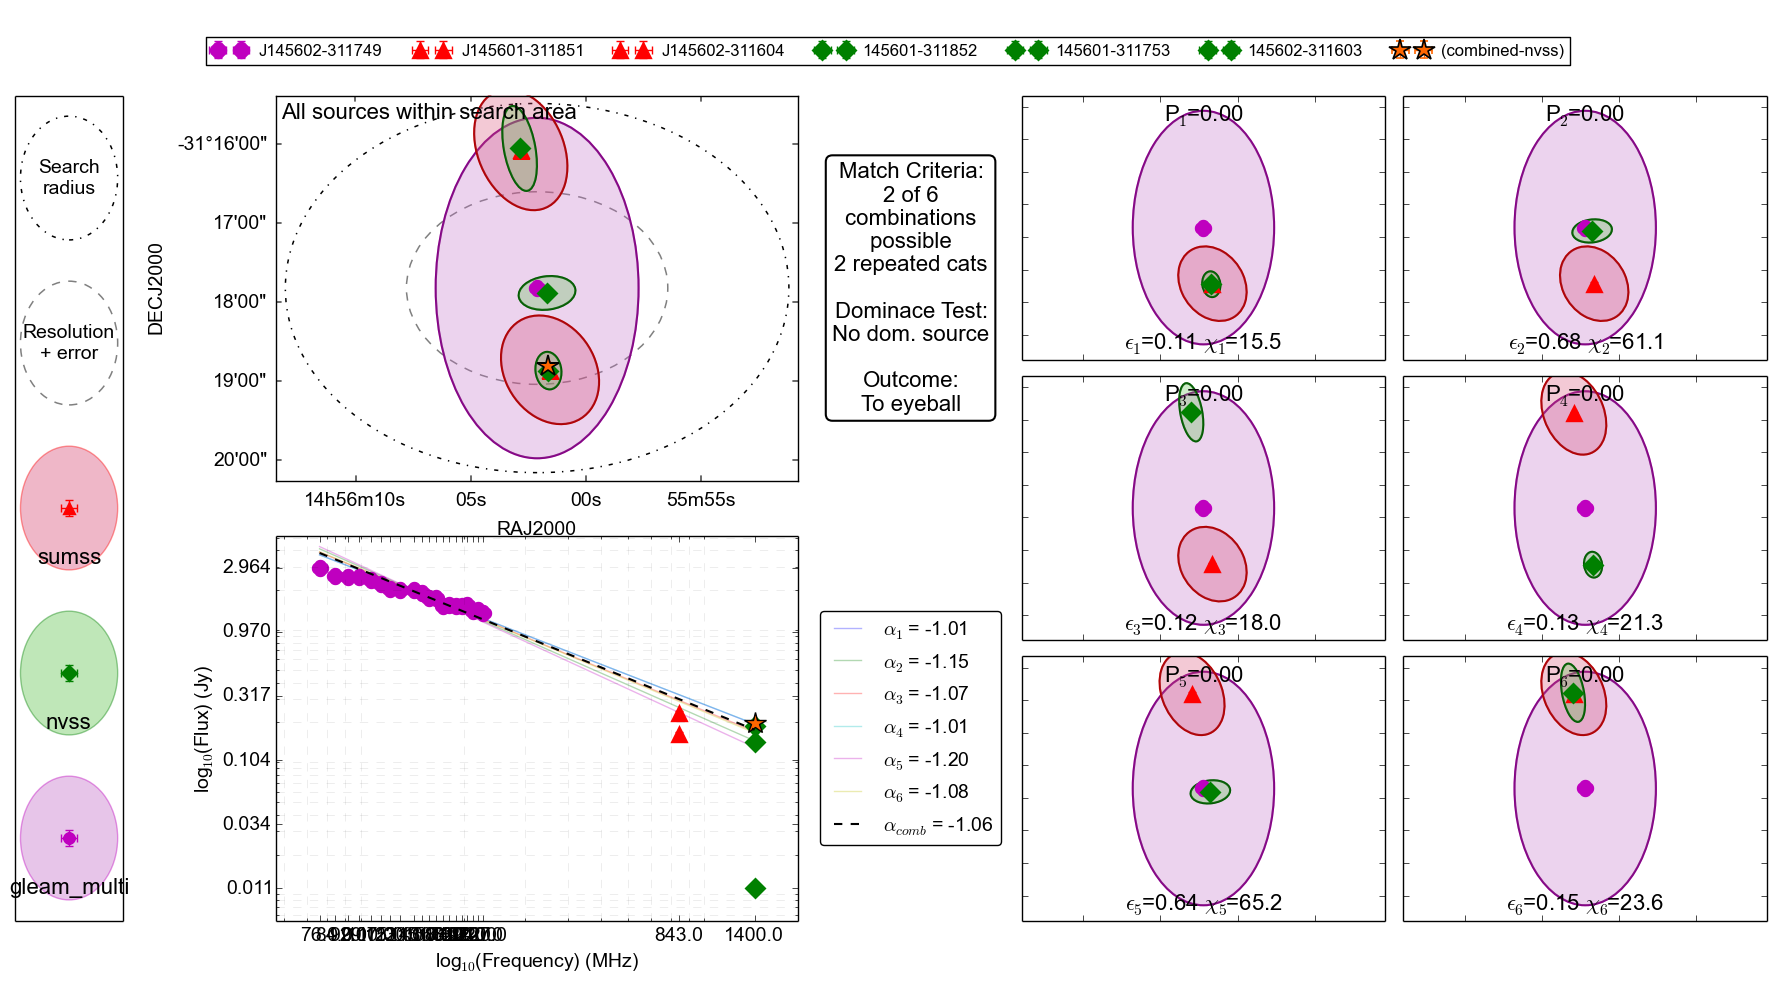 J145602-311749 J145601-311851 J145602-311604 145601-311852 145601-311753 145602-311603 (combined-nvss)
Search
radius
Resolution
+ error
sumss
nvss
gleam_multi
All sources within search area
-31°16'00"
17'00"
18'00"
19'00"
20'00"
DECJ2000
14h56m10s 05s 00s 55m55s
RAJ2000
Match Criteria:
2 of 6
combinations
possible
2 repeated cats
Dominace Test:
No dom. source
Outcome:
To eyeball
2.964
0.970
0.317
0.104
0.034
0.011
log10(Flux) (Jy)
843.0 1400.0
log10(Frequency) (MHz)
α1 = -1.01
α2 = -1.15
α3 = -1.07
α4 = -1.01
α5 = -1.20
α6 = -1.08
αcomb = -1.06
P1=0.00
ϵ1=0.11 χ1=15.5
P2=0.00
ϵ2=0.68 χ2=61.1
P3=0.00
ϵ3=0.12 χ3=18.0
P4=0.00
ϵ4=0.13 χ4=21.3
P5=0.00
ϵ5=0.64 χ5=65.2
P6=0.00
ϵ6=0.15 χ6=23.6